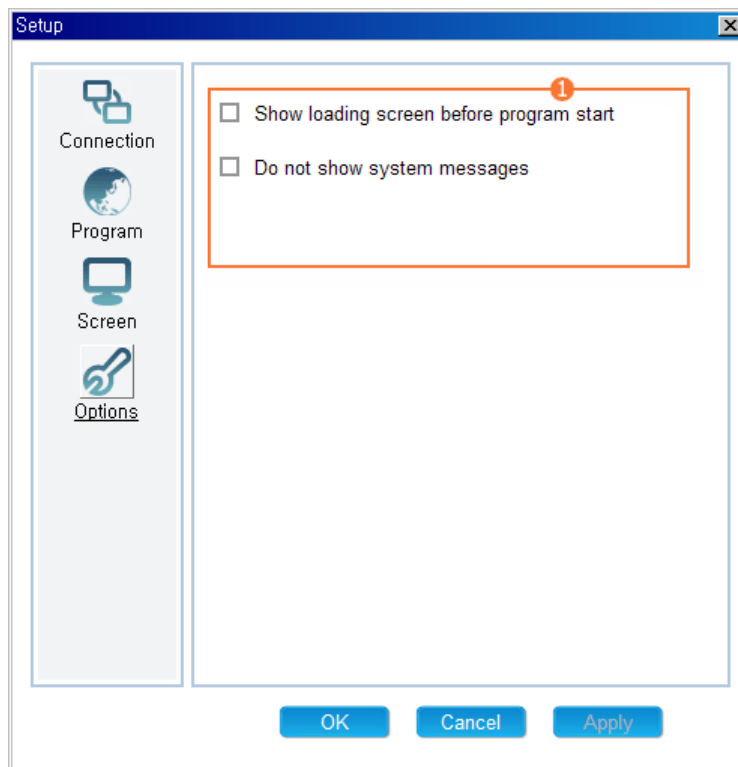 Setup
Connection
Program
Screen
Options
1
Show loading screen before program start
Do not show system messages
OK
Cancel
Apply